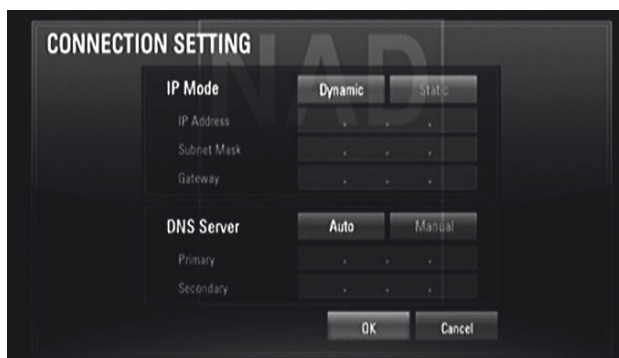 CONNECTION SETTING
NAD
IP Mode Dynamic Static
IP Address . . .
Subnet Mask . . .
Gateway . . .
DNS Server Auto Manual
Primary . . .
Secondary . . .
OK Cancel